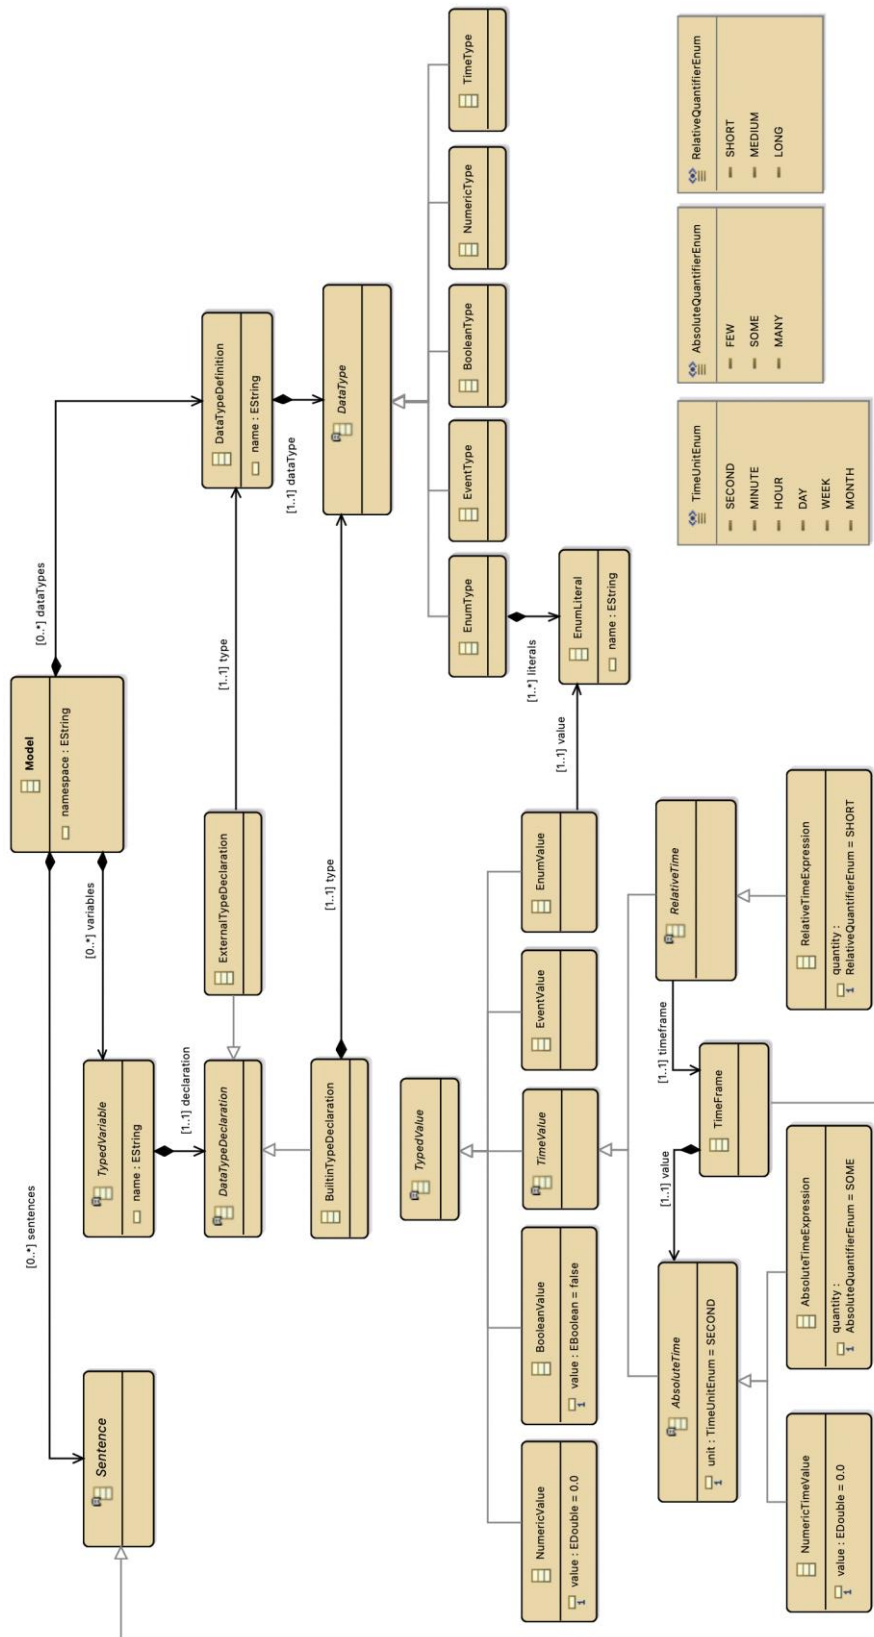 Model
namespace : EString
[0..*] sentences
[0..*] variables
[0..*] dataTypes
Sentence
TypedVariable
name : EString
[1..1] declaration
DataTypeDeclaration
ExternalTypeDeclaration
[1..1] type
DataTypeDefinition
name : EString
[1..1] dataType
BuiltinTypeDeclaration
[1..1] type
DataType
TypedValue
EnumType
EventType
BooleanType
NumericType
TimeType
[1..*] literals
NumericValue
value : EDouble = 0.0
BooleanValue
value : EBoolean = false
TimeValue
EventValue
EnumValue
[1..1] value
EnumLiteral
name : EString
AbsoluteTime
unit : TimeUnitEnum = SECOND
[1..1] value
TimeFrame
[1..1] timeframe
RelativeTime
NumericTimeValue
value : EDouble = 0.0
AbsoluteTimeExpression
quantity :
AbsoluteQuantifierEnum = SOME
RelativeTimeExpression
quantity :
RelativeQuantifierEnum = SHORT
TimeUnitEnum
SECOND
MINUTE
HOUR
DAY
WEEK
MONTH
AbsoluteQuantifierEnum
FEW
SOME
MANY
RelativeQuantifierEnum
SHORT
MEDIUM
LONG